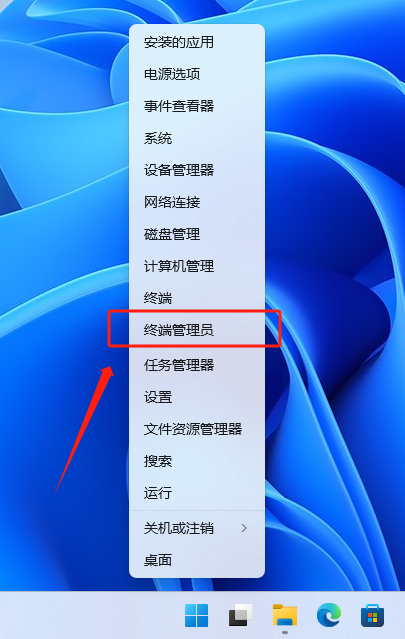 安装的应用
电源选项
事件查看器
系统
设备管理器
网络连接
磁盘管理
计算机管理
终端
终端管理员
任务管理器
设置
文件资源管理器
搜索
运行
关机或注销
桌面